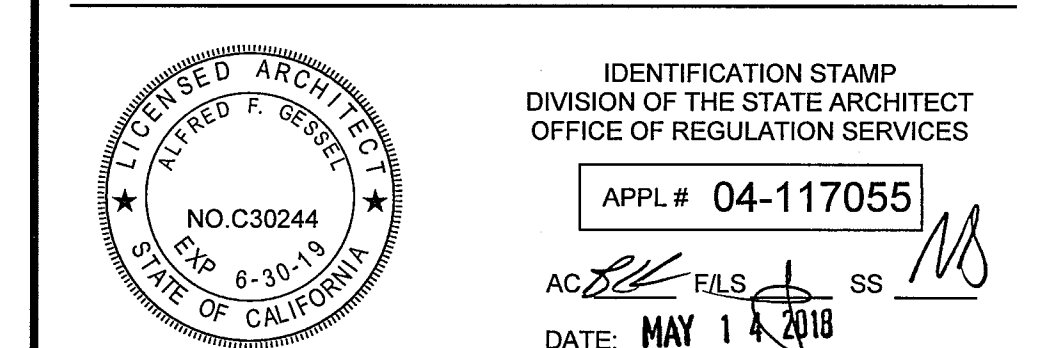 LICENSED ARCHITECT
ALFRED F. GESSEL
NO.C30244
EXP 6-30-19
STATE OF CALIFORNIA
IDENTIFICATION STAMP
DIVISION OF THE STATE ARCHITECT
OFFICE OF REGULATION SERVICES
APPL # 04-117055
AC F/LS SS
DATE: MAY 14 2018